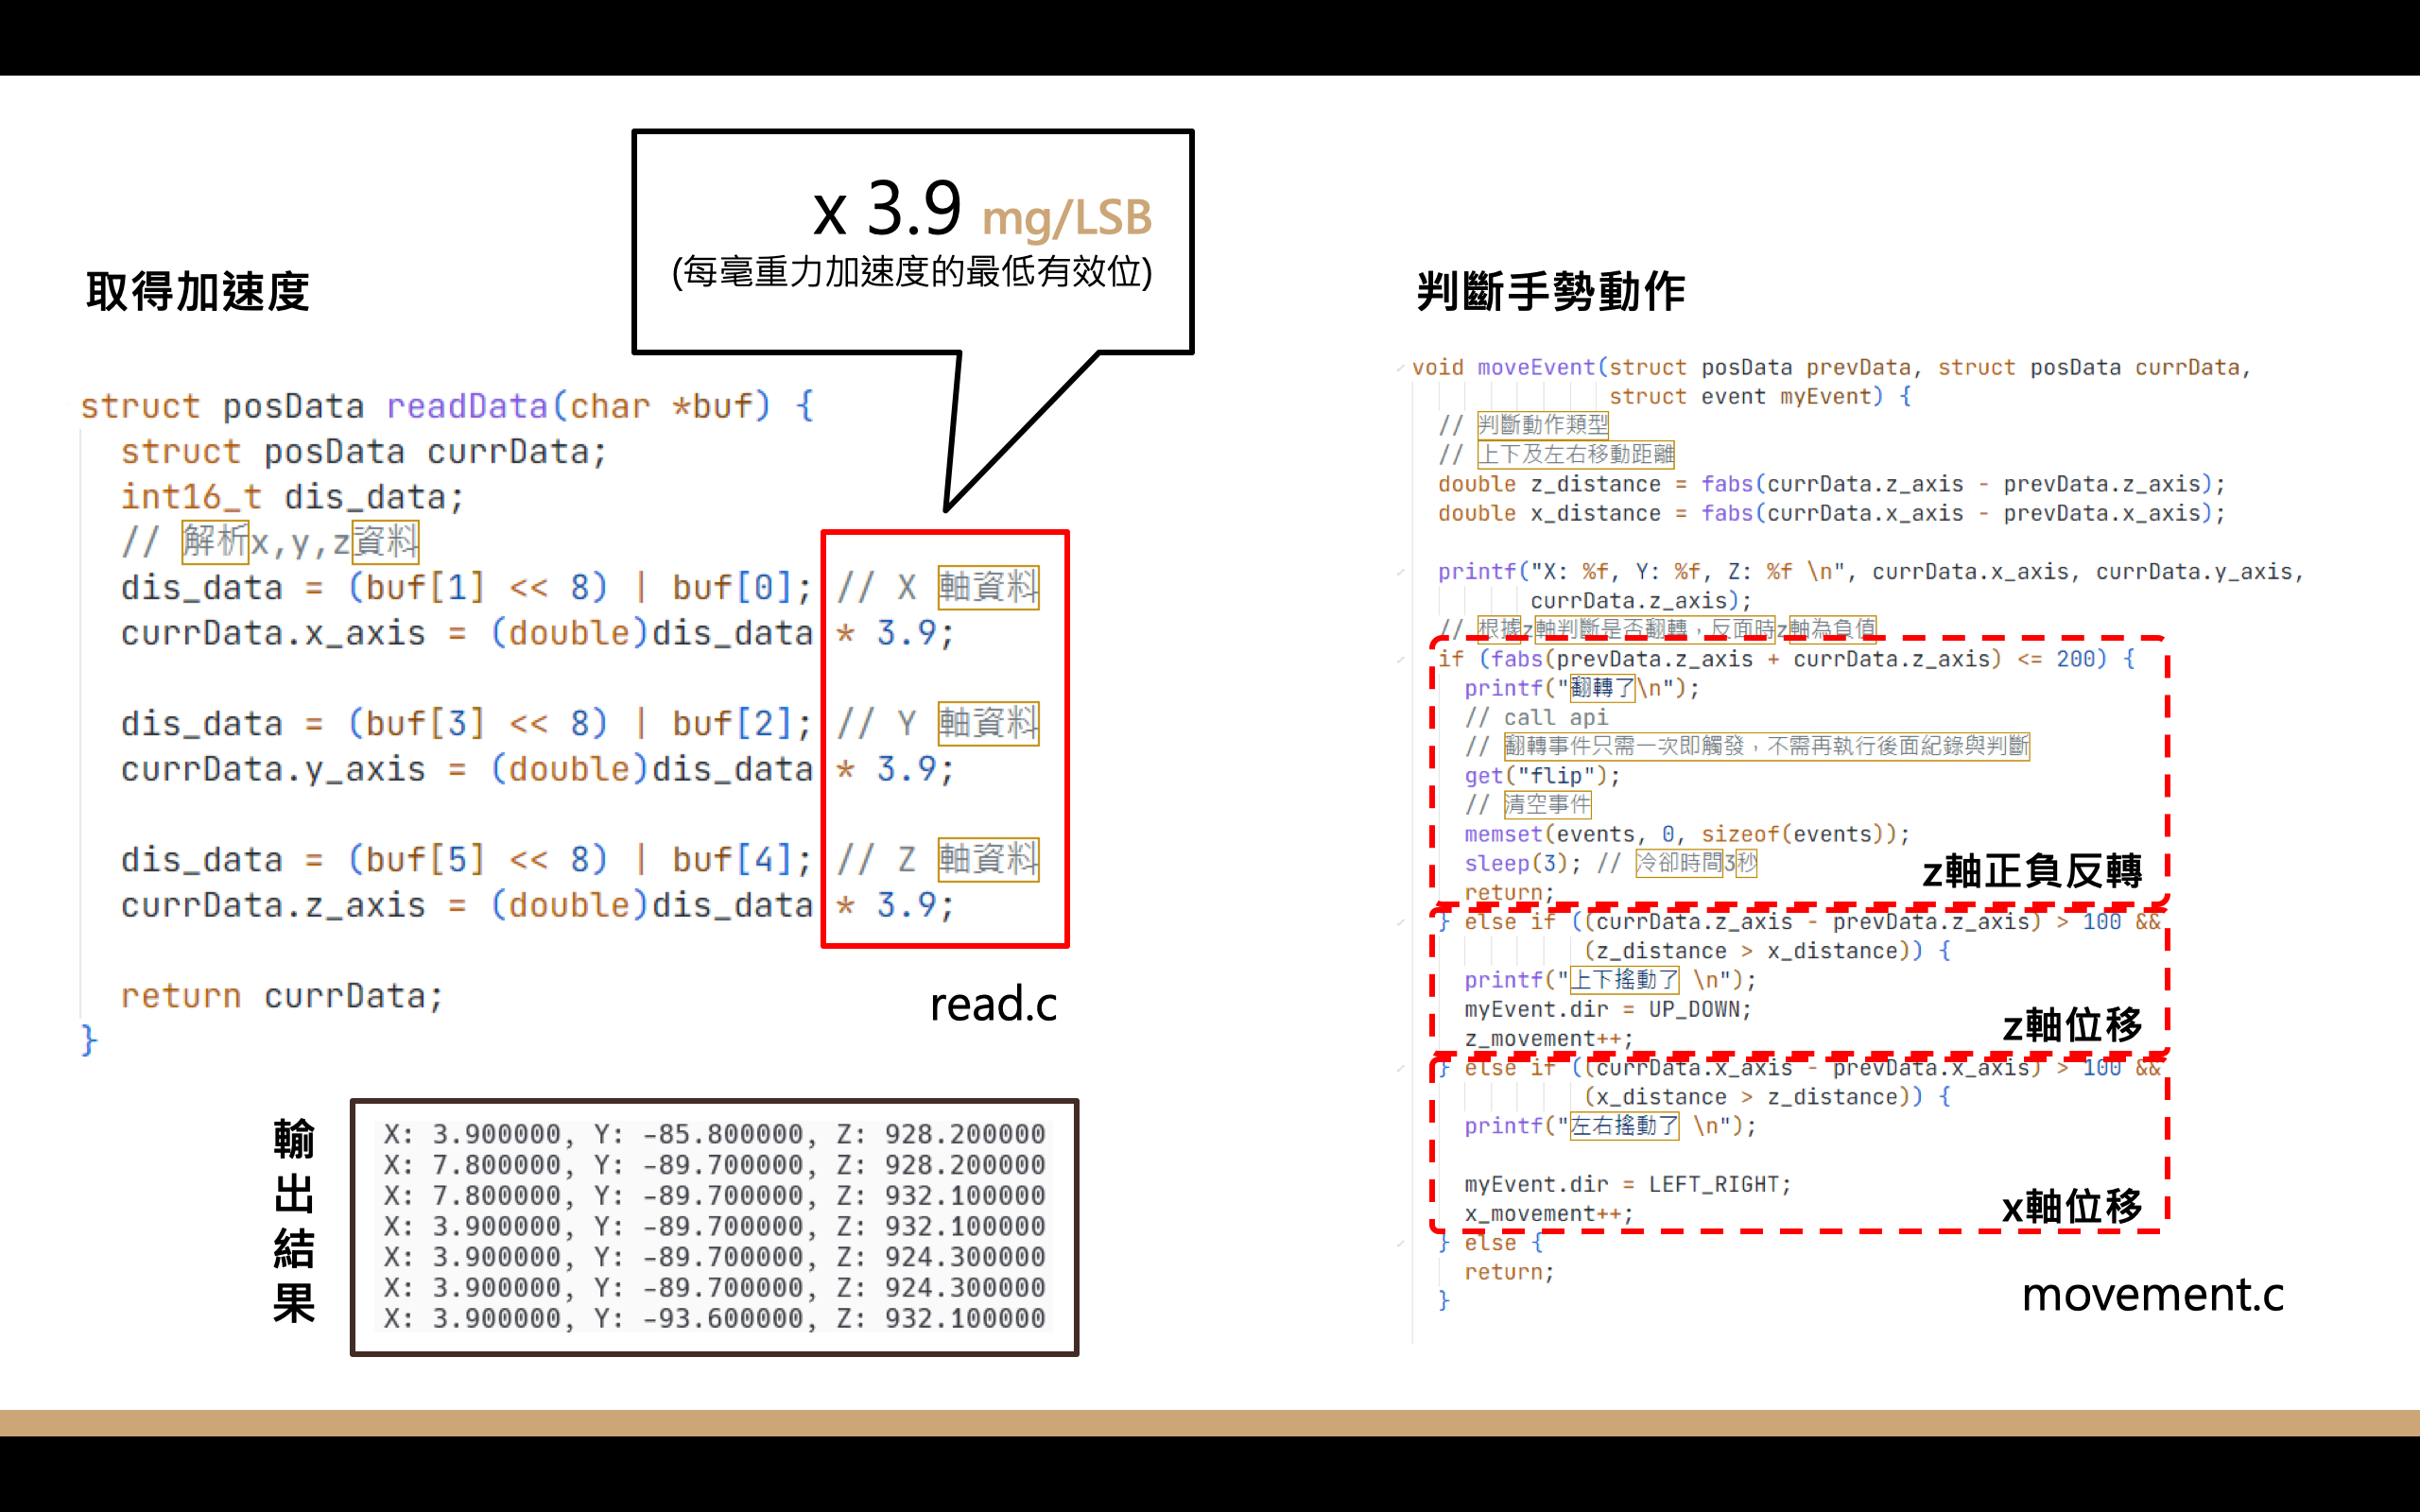 x 3.9 mg/LSB
(每毫重力加速度的最低有效位)
取得加速度
struct posData readData(char *buf) {
  struct posData currData;
  int16_t dis_data;
  // 解析x,y,z資料
  dis_data = (buf[1] << 8) | buf[0]; // X 軸資料
  currData.x_axis = (double)dis_data * 3.9;
  dis_data = (buf[3] << 8) | buf[2]; // Y 軸資料
  currData.y_axis = (double)dis_data * 3.9;
  dis_data = (buf[5] << 8) | buf[4]; // Z 軸資料
  currData.z_axis = (double)dis_data * 3.9;
  return currData;
}
read.c
輸出結果
X: 3.900000, Y: -85.800000, Z: 928.200000
X: 7.800000, Y: -89.700000, Z: 928.200000
X: 7.800000, Y: -89.700000, Z: 932.100000
X: 3.900000, Y: -89.700000, Z: 932.100000
X: 3.900000, Y: -89.700000, Z: 924.300000
X: 3.900000, Y: -89.700000, Z: 924.300000
X: 3.900000, Y: -93.600000, Z: 932.100000
判斷手勢動作
void moveEvent(struct posData prevData, struct posData currData,
               struct event myEvent) {
  // 判斷動作類型
  // 上下及左右移動距離
  double z_distance = fabs(currData.z_axis - prevData.z_axis);
  double x_distance = fabs(currData.x_axis - prevData.x_axis);
  printf("X: %f, Y: %f, Z: %f \n", currData.x_axis, currData.y_axis,
         currData.z_axis);
  // 根據z軸判斷是否翻轉，反面時z軸為負值
  if (fabs(prevData.z_axis + currData.z_axis) <= 200) {
    printf("翻轉了\n");
    // call api
    // 翻轉事件只需一次即觸發，不需再執行後面紀錄與判斷
    get("flip");
    // 清空事件
    memset(events, 0, sizeof(events));
    sleep(3); // 冷卻時間3秒
    return;
z軸正負反轉
  } else if ((currData.z_axis - prevData.z_axis) > 100 &&
             (z_distance > x_distance)) {
    printf("上下搖動了 \n");
    myEvent.dir = UP_DOWN;
    z_movement++;
z軸位移
  } else if ((currData.x_axis - prevData.x_axis) > 100 &&
             (x_distance > z_distance)) {
    printf("左右搖動了 \n");
    myEvent.dir = LEFT_RIGHT;
    x_movement++;
x軸位移
  } else {
    return;
  }
movement.c